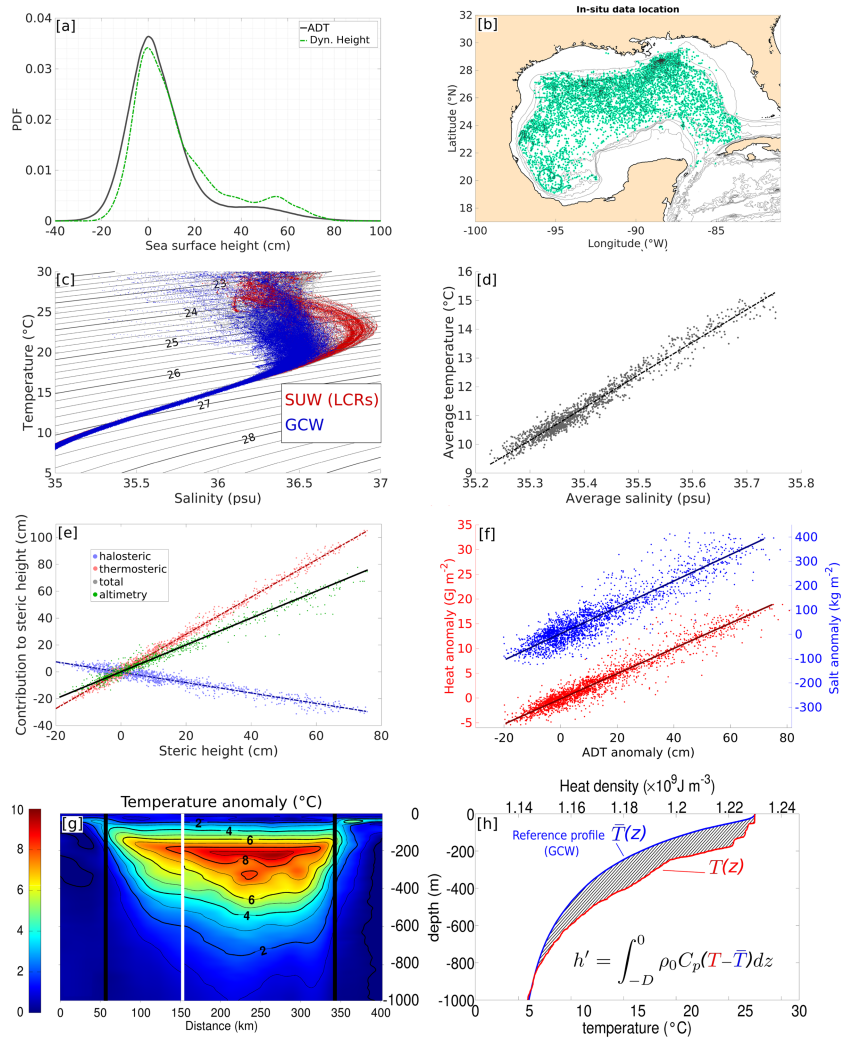 [a]
ADT
Dyn. Height
0.04
0.03
0.02
0.01
0
PDF
-40 -20 0 20 40 60 80 100
Sea surface height (cm)
In-situ data location
[b]
32
30
28
26
24
22
20
18
Latitude (°N)
-100 -95 -90 -85
Longitude (°W)
[c]
30
25
20
15
10
5
Temperature (°C)
23
24
25
26
27
28
SUW (LCRs)
GCW
35 35.5 36 36.5 37
Salinity (psu)
[d]
16
15
14
13
12
11
10
9
Average temperature (°C)
35.2 35.3 35.4 35.5 35.6 35.7 35.8
Average salinity (psu)
[e]
halosteric
thermosteric
total
altimetry
100
80
60
40
20
0
-20
-40
Contribution to steric height (cm)
-20 0 20 40 60 80
Steric height (cm)
[f]
35
30
25
20
15
10
5
0
-5
Heat anomaly (GJ m⁻²)
400
300
200
100
0
-100
-200
-300
Salt anomaly (kg m⁻²)
-20 0 20 40 60 80
ADT anomaly (cm)
Temperature anomaly (°C)
[g]
10
8
6
4
2
0
2
4
6
8
6
4
2
0
-200
-400
-600
-800
-1000
0 50 100 150 200 250 300 350 400
Distance (km)
Heat density (×10⁹J m⁻³)
1.14 1.16 1.18 1.2 1.22 1.24
[h]
Reference profile T̄(z)
(GCW)
T(z)
h′ = ∫₋D⁰ ρ₀Cₚ(T−T̄)dz
0
-200
-400
-600
-800
-1000
depth (m)
0 5 10 15 20 25 30
temperature (°C)